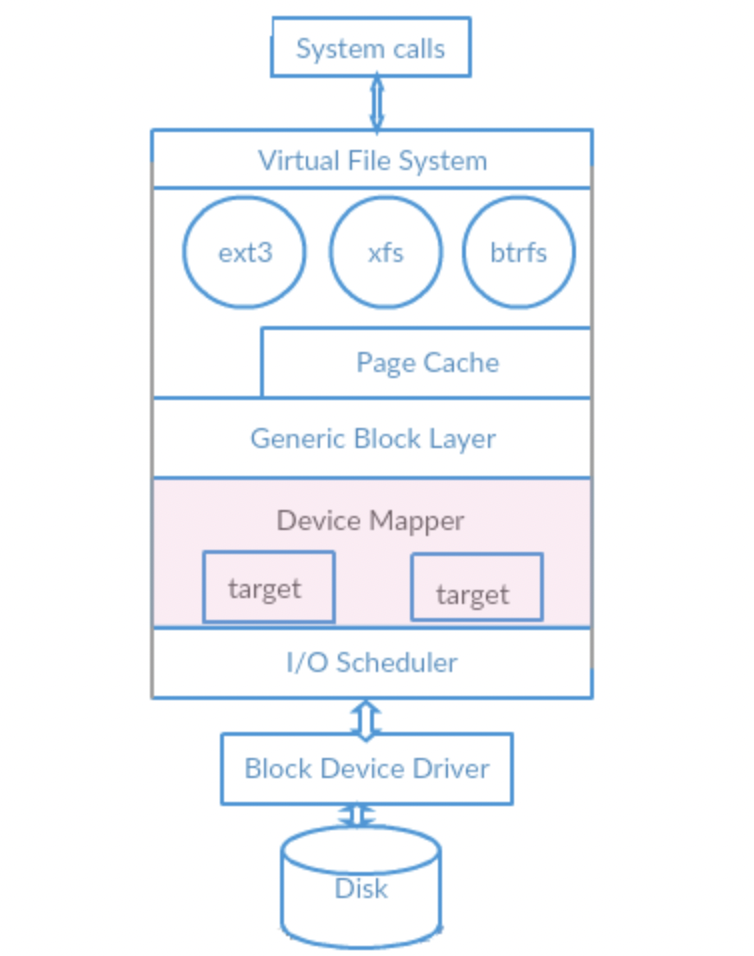 System calls
Virtual File System
ext3
xfs
btrfs
Page Cache
Generic Block Layer
Device Mapper
target
target
I/O Scheduler
Block Device Driver
Disk